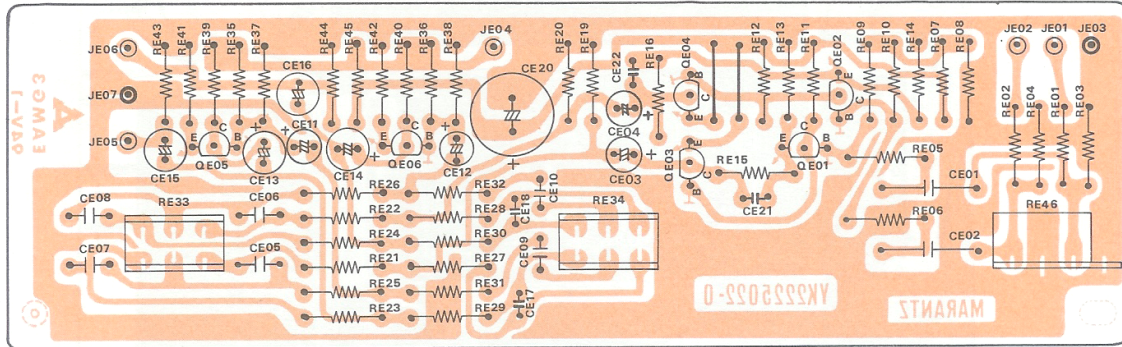 RE43
RE41
RE39
RE35
RE37
RE44
RE45
RE42
RE40
RE36
RE38
JE04
RE20
RE19
CE22
RE16
QE04
RE12
RE13
RE11
QE02
RE09
RE10
RE14
RE07
RE08
JE02
JE01
JE03
JE06
CE16
CE20
B
C
E
E
C
B
JE07
94V-1
EAMG3
A
CE11
CE04
RE02
RE04
RE01
RE03
JE05
E
C
B
QE05
E
C
B
QE06
CE12
CE03
QE03
E
C
B
RE15
E
C
B
QE01
RE05
CE15
CE13
CE14
CE21
CE01
CE08
RE33
CE06
RE26
RE32
CE10
RE22
RE28
CE18
RE34
RE06
RE46
CE07
CE05
RE24
RE30
CE09
CE02
RE21
RE27
RE25
RE31
CE17
RE23
RE29
YK2225022-0
MARANTZ